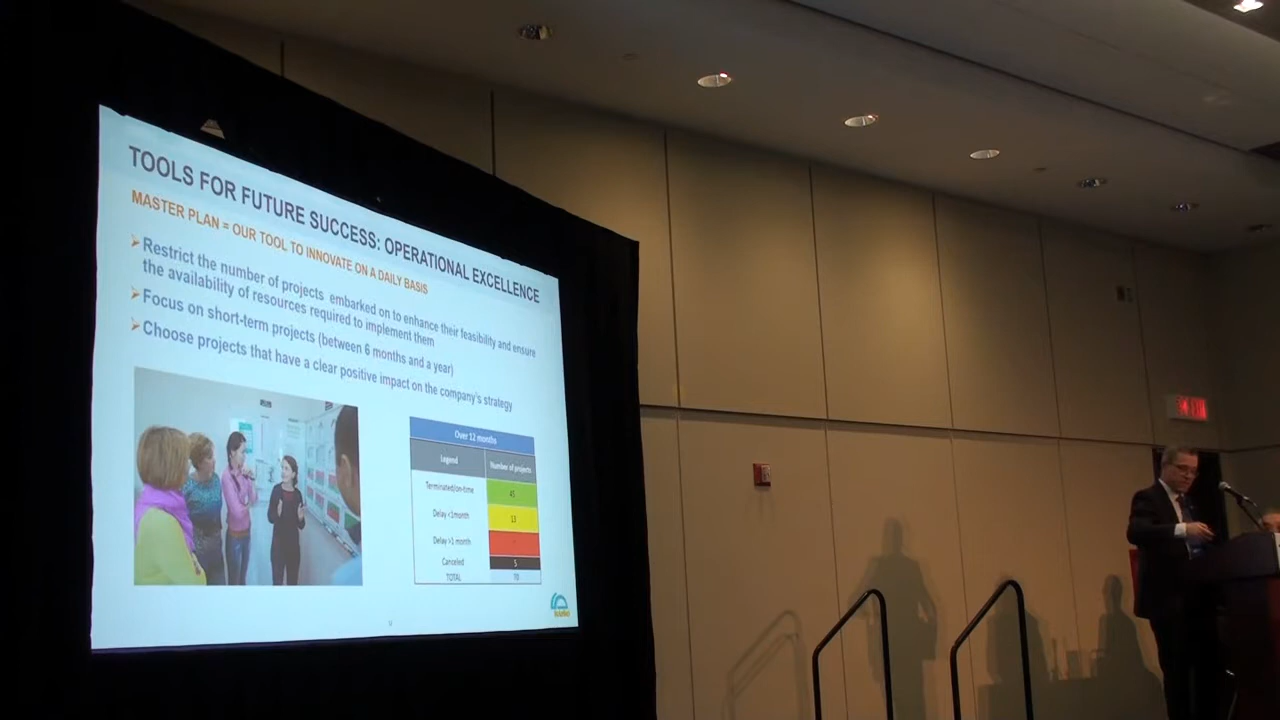 TOOLS FOR FUTURE SUCCESS: OPERATIONAL EXCELLENCE
MASTER PLAN = OUR TOOL TO INNOVATE ON A DAILY BASIS
➢Restrict the number of projects embarked on to enhance their feasibility and ensure
the availability of resources required to implement them
➢Focus on short-term projects (between 6 months and a year)
➢Choose projects that have a clear positive impact on the company's strategy
Over 12 months
Legend Number of projects
Terminated/on-time 45
Delay <1month 13
Delay >1 month
Canceled 5
TOTAL 70
EXIT